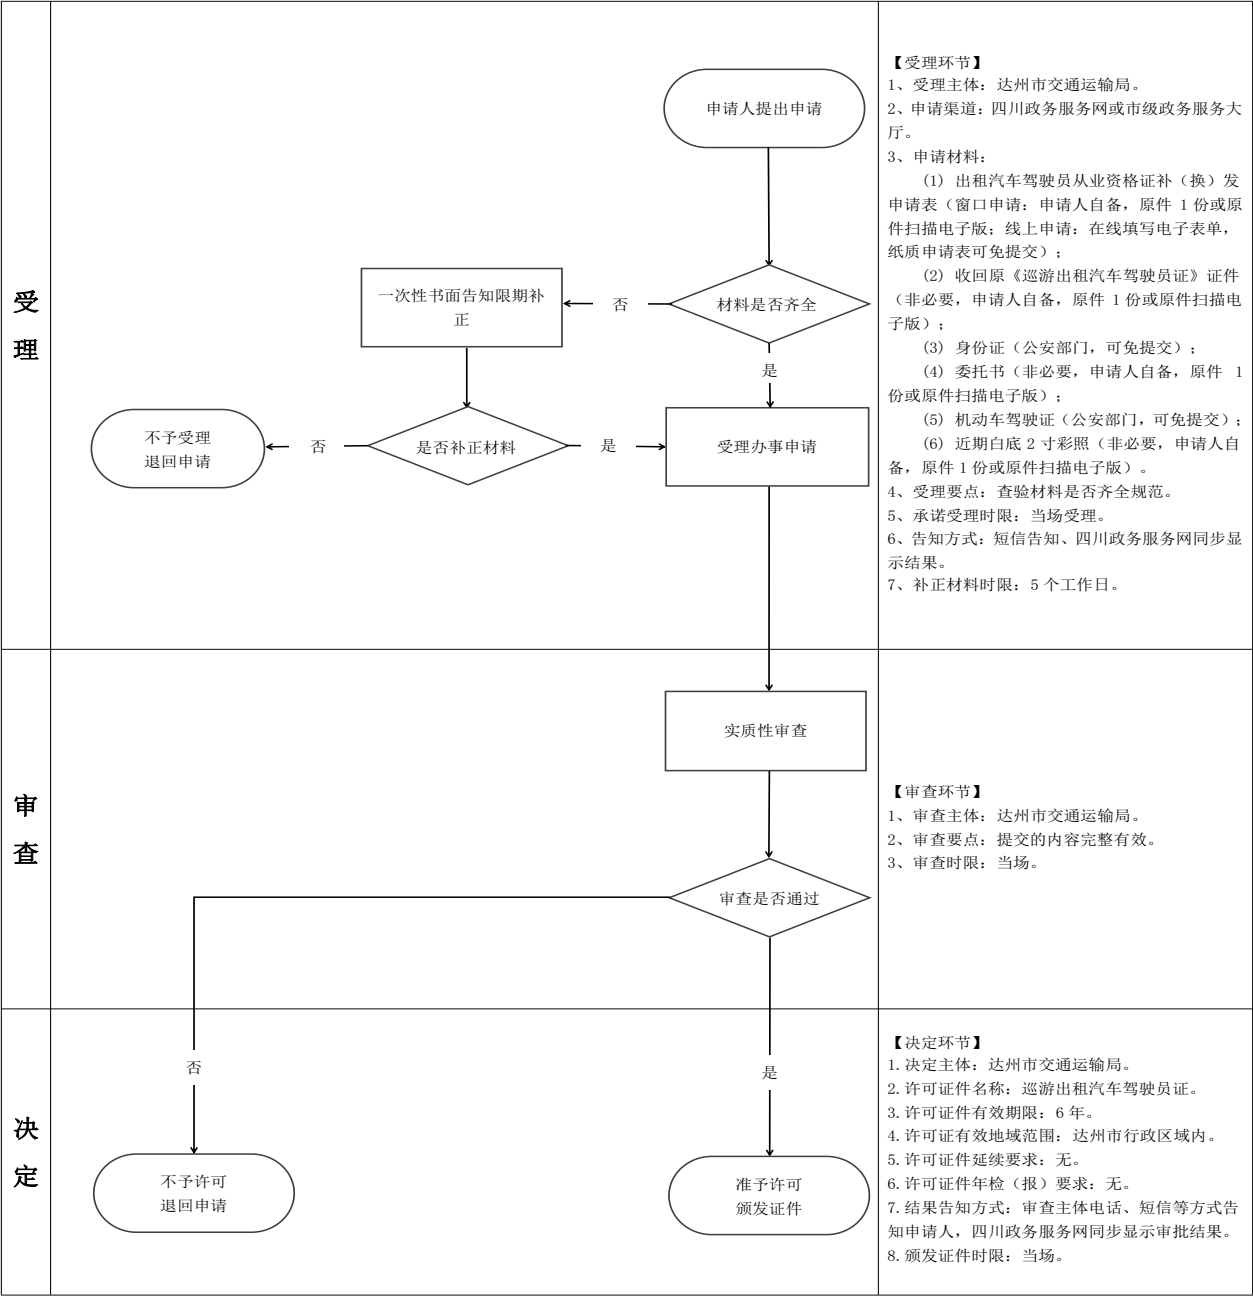 受
理
申请人提出申请
材料是否齐全
否
一次性书面告知限期补
正
是
是否补正材料
否
不予受理
退回申请
是
受理办事申请
【受理环节】
1、受理主体：达州市交通运输局。
2、申请渠道：四川政务服务网或市级政务服务大
厅。
3、申请材料：
（1）出租汽车驾驶员从业资格证补（换）发
申请表（窗口申请：申请人自备，原件 1 份或原
件扫描电子版；线上申请：在线填写电子表单，
纸质申请表可免提交）；
（2）收回原《巡游出租汽车驾驶员证》证件
（非必要，申请人自备，原件 1 份或原件扫描电
子版）；
（3）身份证（公安部门，可免提交）；
（4）委托书（非必要，申请人自备，原件 1
份或原件扫描电子版）；
（5）机动车驾驶证（公安部门，可免提交）；
（6）近期白底 2 寸彩照（非必要，申请人自
备，原件 1 份或原件扫描电子版）。
4、受理要点：查验材料是否齐全规范。
5、承诺受理时限：当场受理。
6、告知方式：短信告知、四川政务服务网同步显
示结果。
7、补正材料时限：5 个工作日。
审
查
实质性审查
审查是否通过
【审查环节】
1、审查主体：达州市交通运输局。
2、审查要点：提交的内容完整有效。
3、审查时限：当场。
决
定
否
不予许可
退回申请
是
准予许可
颁发证件
【决定环节】
1.决定主体：达州市交通运输局。
2.许可证件名称：巡游出租汽车驾驶员证。
3.许可证件有效期限：6 年。
4.许可证有效地域范围：达州市行政区域内。
5.许可证件延续要求：无。
6.许可证件年检（报）要求：无。
7.结果告知方式：审查主体电话、短信等方式告
知申请人，四川政务服务网同步显示审批结果。
8.颁发证件时限：当场。